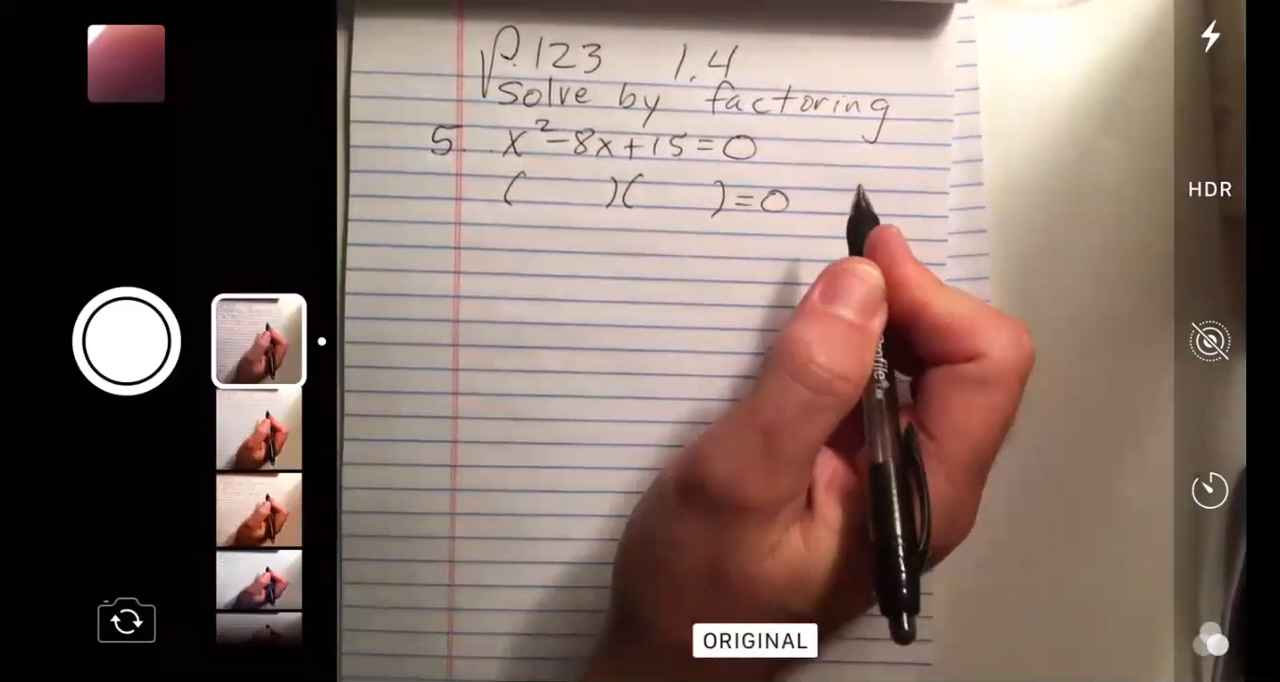 P.123 1.4
Solve by factoring
5. x²-8x+15=0
( )( )=0
HDR
ORIGINAL